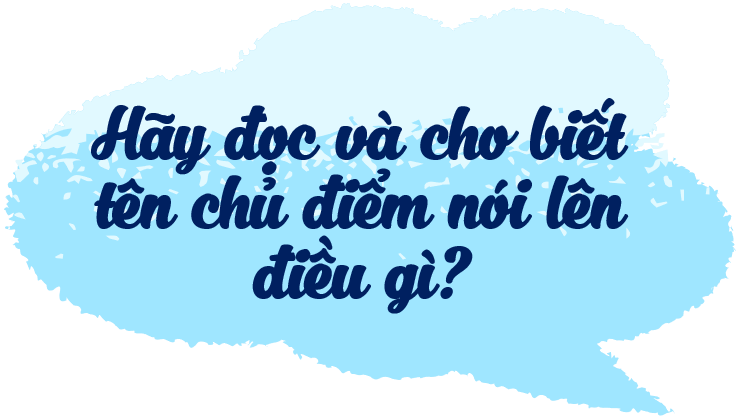 Hãy đọc và cho biết
tên chủ điểm nói lên
điều gì?